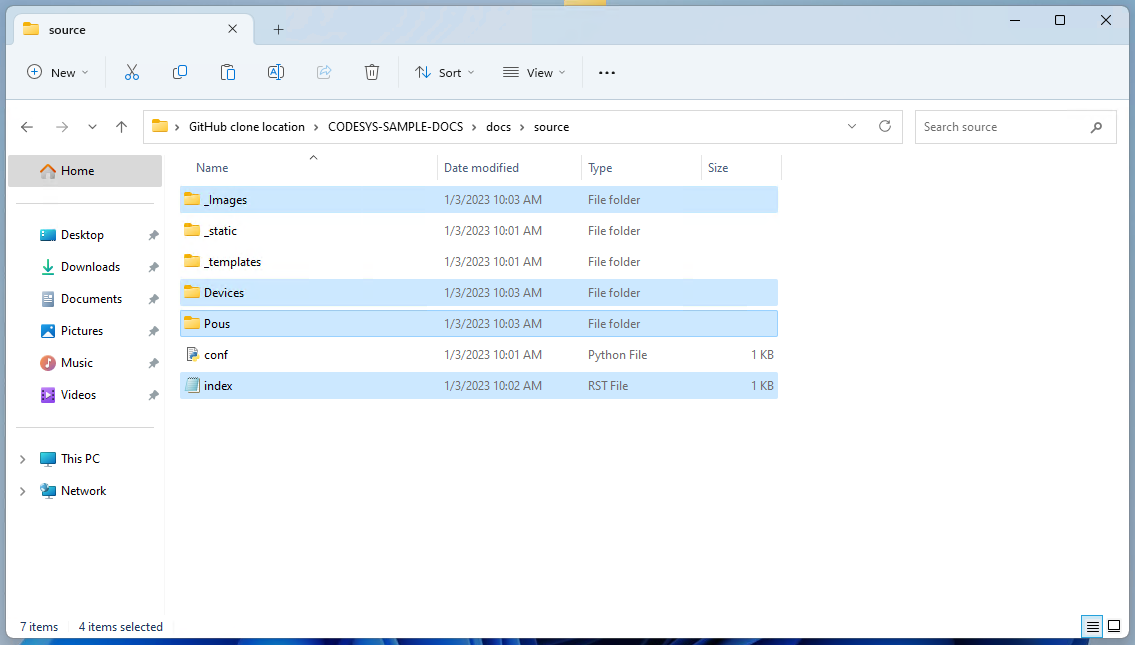 source
New Sort View
GitHub clone location CODESYS-SAMPLE-DOCS docs source Search source
Home
Desktop
Downloads
Documents
Pictures
Music
Videos
This PC
Network
Name Date modified Type Size
_Images 1/3/2023 10:03 AM File folder
_static 1/3/2023 10:01 AM File folder
_templates 1/3/2023 10:01 AM File folder
Devices 1/3/2023 10:03 AM File folder
Pous 1/3/2023 10:03 AM File folder
conf 1/3/2023 10:01 AM Python File 1 KB
index 1/3/2023 10:02 AM RST File 1 KB
7 items 4 items selected